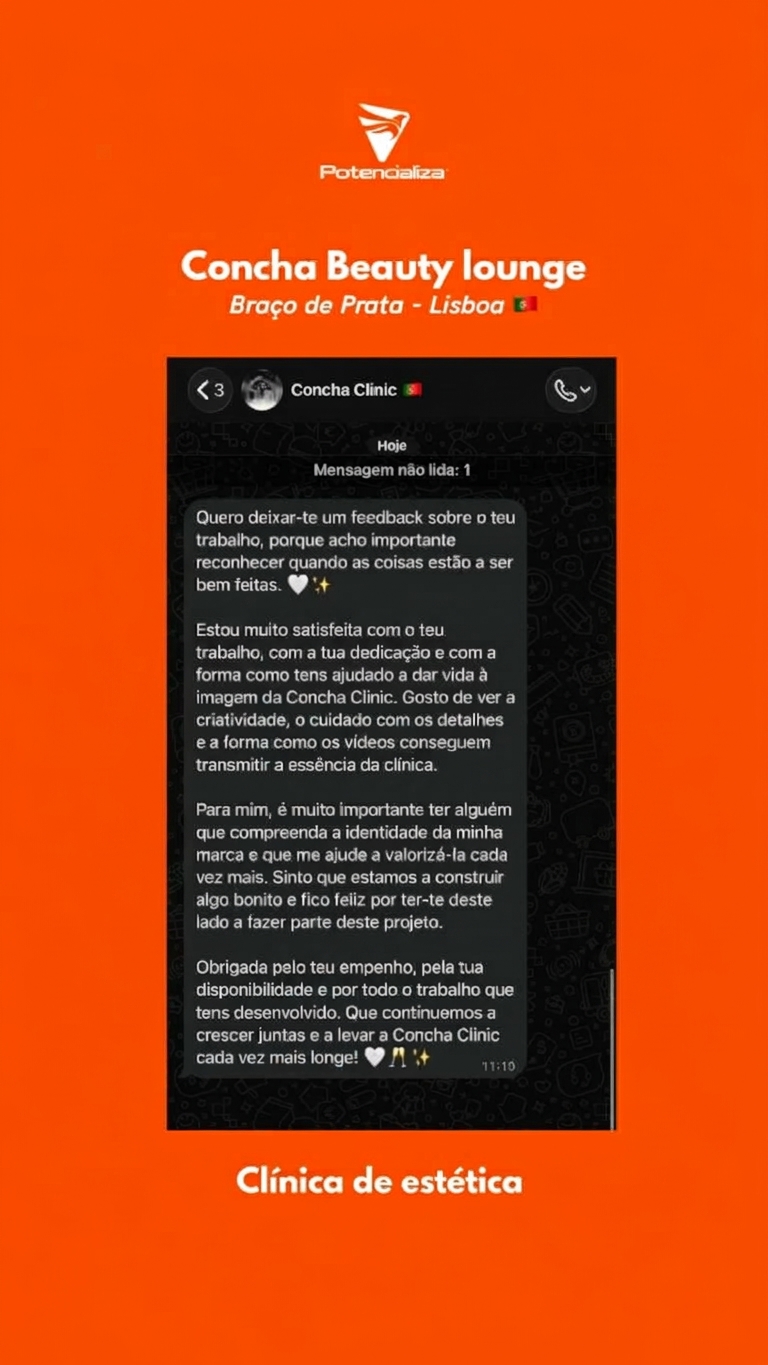 Potencializa
Concha Beauty lounge
Braço de Prata - Lisboa 🇵🇹
3
Concha Clinic 🇵🇹
Hoje
Mensagem não lida: 1
Quero deixar-te um feedback sobre o teu
trabalho, porque acho importante
reconhecer quando as coisas estão a ser
bem feitas. 🤍✨
Estou muito satisfeita com o teu
trabalho, com a tua dedicação e com a
forma como tens ajudado a dar vida à
imagem da Concha Clinic. Gosto de ver a
criatividade, o cuidado com os detalhes
e a forma como os vídeos conseguem
transmitir a essência da clínica.
Para mim, é muito importante ter alguém
que compreenda a identidade da minha
marca e que me ajude a valorizá-la cada
vez mais. Sinto que estamos a construir
algo bonito e fico feliz por ter-te deste
lado a fazer parte deste projeto.
Obrigada pelo teu empenho, pela tua
disponibilidade e por todo o trabalho que
tens desenvolvido. Que continuemos a
crescer juntas e a levar a Concha Clinic
cada vez mais longe! 🤍🥂✨
11:10
Clínica de estética